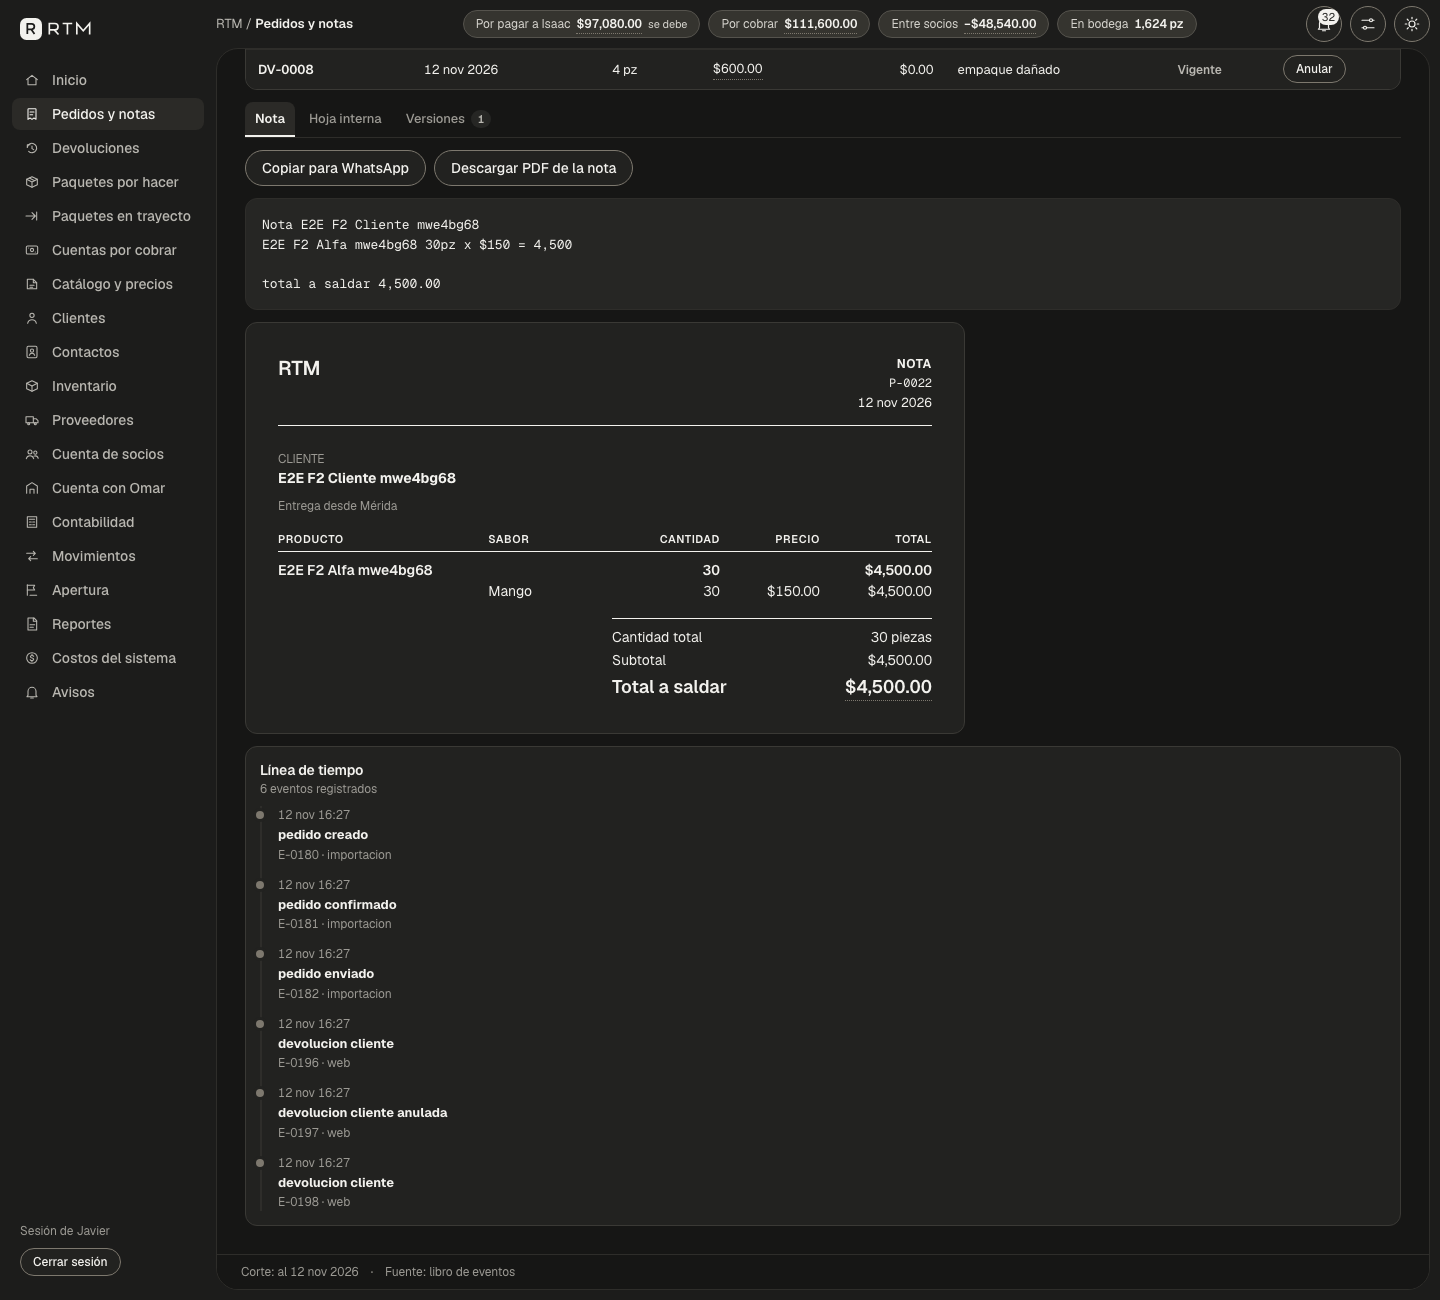 R RTM
RTM / Pedidos y notas
Por pagar a Isaac $97,080.00 se debe
Por cobrar $111,600.00
Entre socios -$48,540.00
En bodega 1,624 pz
32
Inicio
Pedidos y notas
Devoluciones
Paquetes por hacer
Paquetes en trayecto
Cuentas por cobrar
Catálogo y precios
Clientes
Contactos
Inventario
Proveedores
Cuenta de socios
Cuenta con Omar
Contabilidad
Movimientos
Apertura
Reportes
Costos del sistema
Avisos
Sesión de Javier
Cerrar sesión
DV-0008 12 nov 2026 4 pz $600.00 $0.00 empaque dañado Vigente Anular
Nota Hoja interna Versiones 1
Copiar para WhatsApp Descargar PDF de la nota
Nota E2E F2 Cliente mwe4bg68
E2E F2 Alfa mwe4bg68 30pz x $150 = 4,500
total a saldar 4,500.00
RTM
NOTA
P-0022
12 nov 2026
CLIENTE
E2E F2 Cliente mwe4bg68
Entrega desde Mérida
PRODUCTO SABOR CANTIDAD PRECIO TOTAL
E2E F2 Alfa mwe4bg68 30 $4,500.00
Mango 30 $150.00 $4,500.00
Cantidad total 30 piezas
Subtotal $4,500.00
Total a saldar $4,500.00
Línea de tiempo
6 eventos registrados
12 nov 16:27
pedido creado
E-0180 · importacion
12 nov 16:27
pedido confirmado
E-0181 · importacion
12 nov 16:27
pedido enviado
E-0182 · importacion
12 nov 16:27
devolucion cliente
E-0196 · web
12 nov 16:27
devolucion cliente anulada
E-0197 · web
12 nov 16:27
devolucion cliente
E-0198 · web
Corte: al 12 nov 2026 · Fuente: libro de eventos